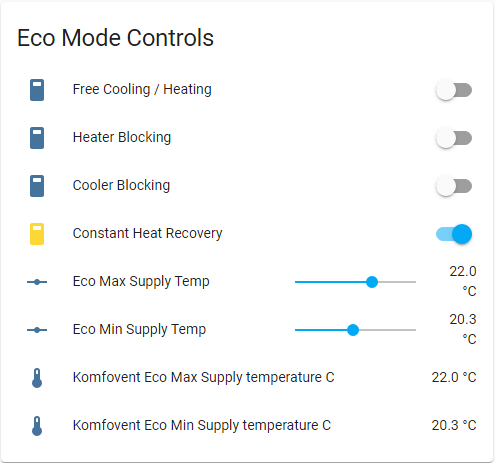 Eco Mode Controls
Free Cooling / Heating
Heater Blocking
Cooler Blocking
Constant Heat Recovery
Eco Max Supply Temp 22.0
°C
Eco Min Supply Temp 20.3
°C
Komfovent Eco Max Supply temperature C 22.0 °C
Komfovent Eco Min Supply temperature C 20.3 °C